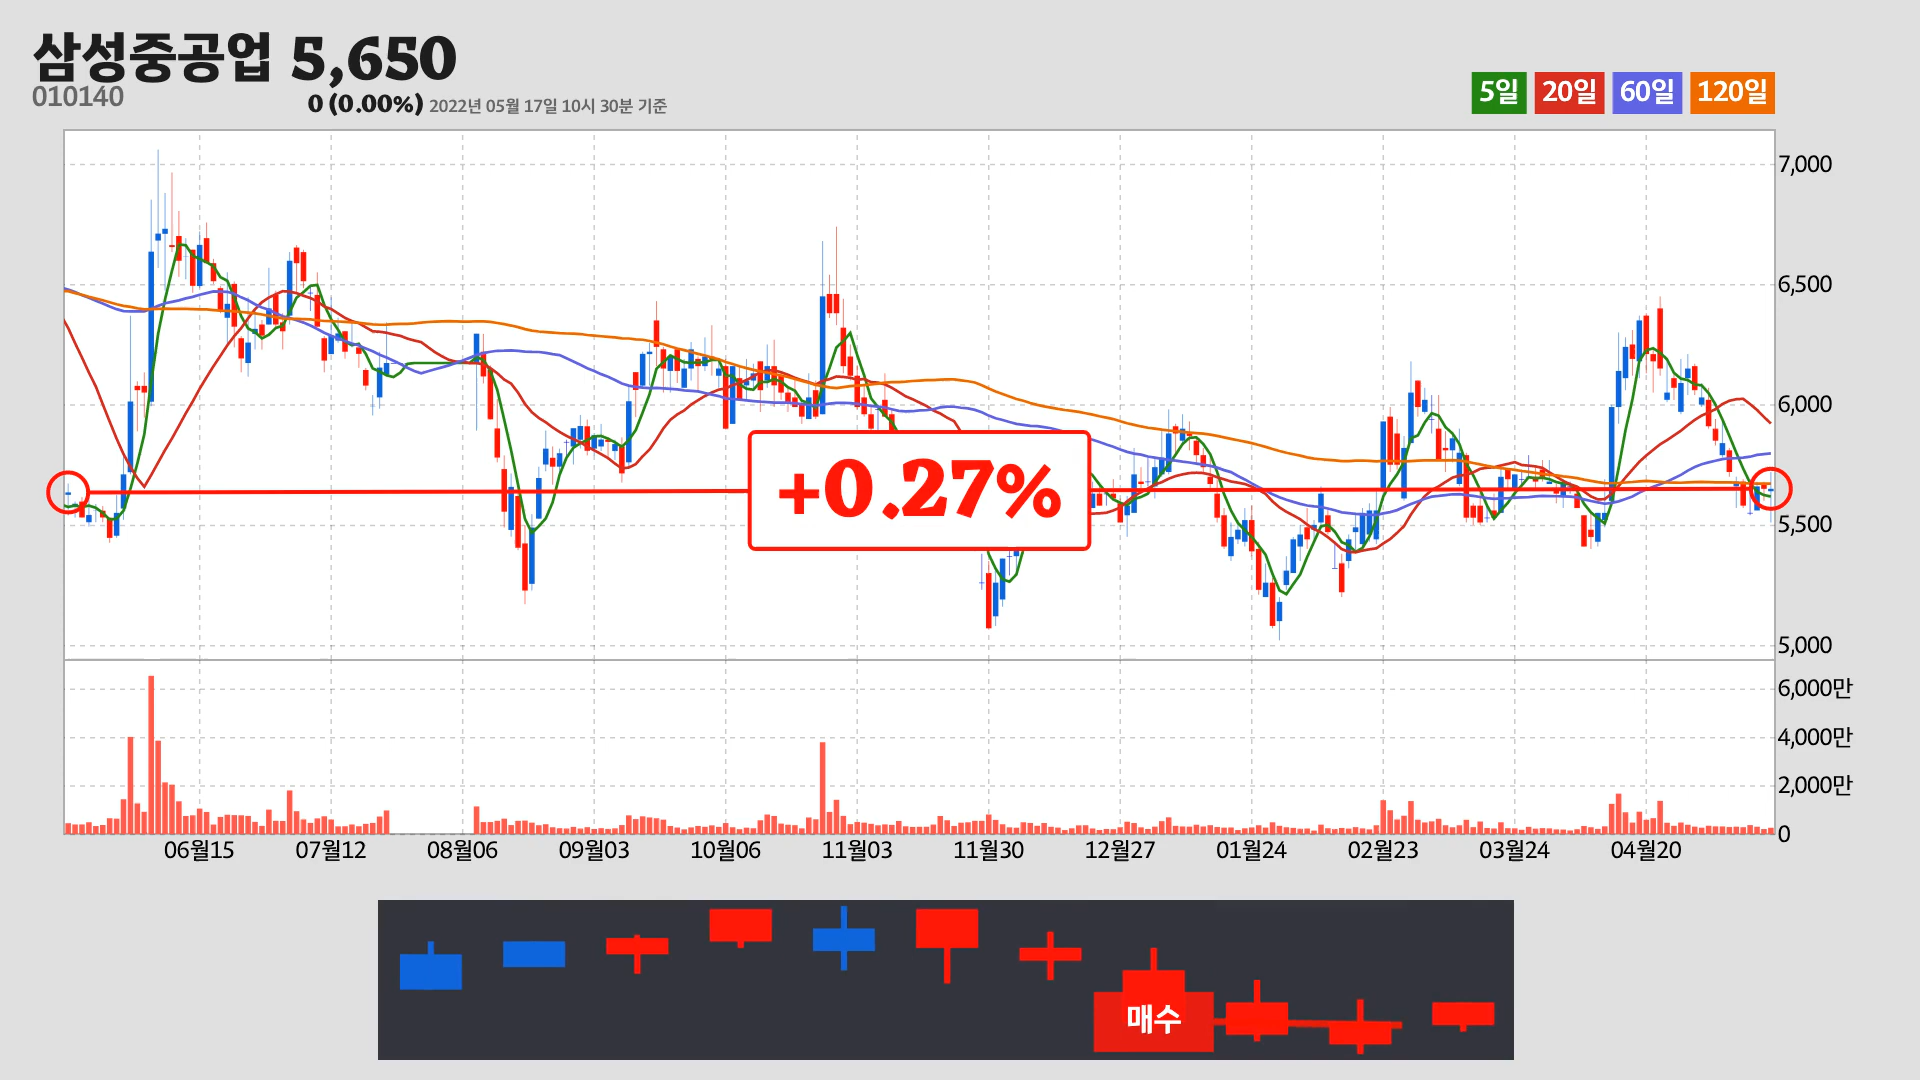 삼성중공업 5,650
010140
0 (0.00%) 2022년 05월 17일 10시 30분 기준
5일 20일 60일 120일
7,000
6,500
6,000
5,500
5,000
+0.27%
6,000만
4,000만
2,000만
0
06월15 07월12 08월06 09월03 10월06 11월03 11월30 12월27 01월24 02월23 03월24 04월20
매수